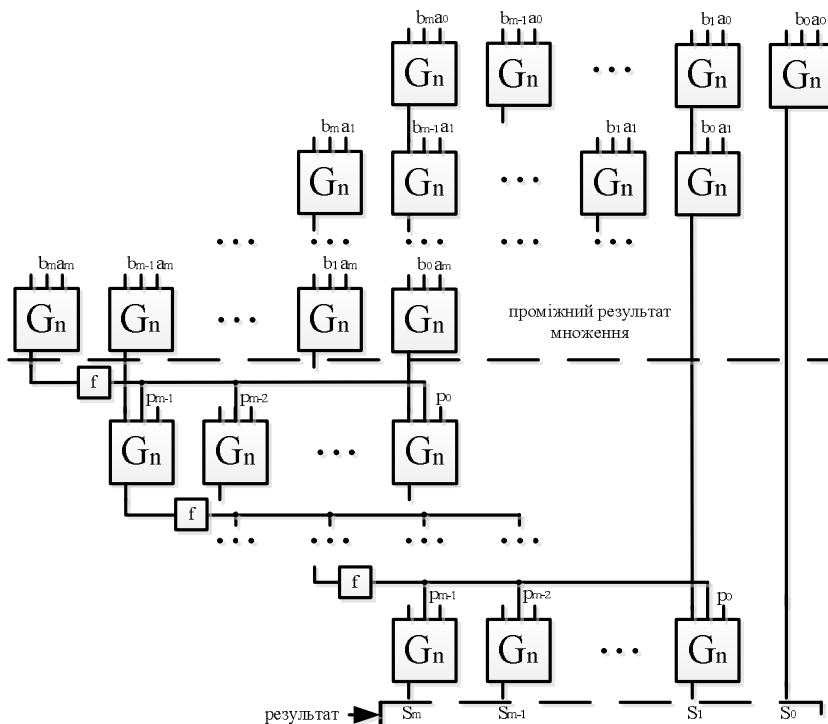 bma0 bm-1a0 b1a0 b0a0
Gn Gn ... Gn Gn
bma1 bm-1a1 b1a1 b0a1
Gn Gn ... Gn Gn
... ... ... ...
bmam bm-1am b1am b0am
Gn Gn ... Gn Gn
проміжний результат
множення
f
pm-1 pm-2 p0
Gn Gn ... Gn
f
... ... ... ...
f
pm-1 pm-2 p0
Gn Gn ... Gn
результат Sm Sm-1 S1 S0